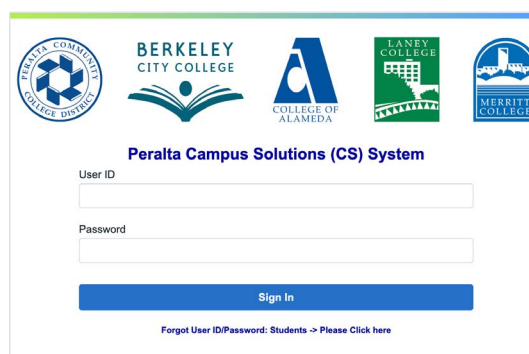 PERALTA COMMUNITY COLLEGE DISTRICT
BERKELEY
CITY COLLEGE
COLLEGE OF
ALAMEDA
LANEY
COLLEGE
MERRITT
COLLEGE
Peralta Campus Solutions (CS) System
User ID
Password
Sign In
Forgot User ID/Password: Students -> Please Click here